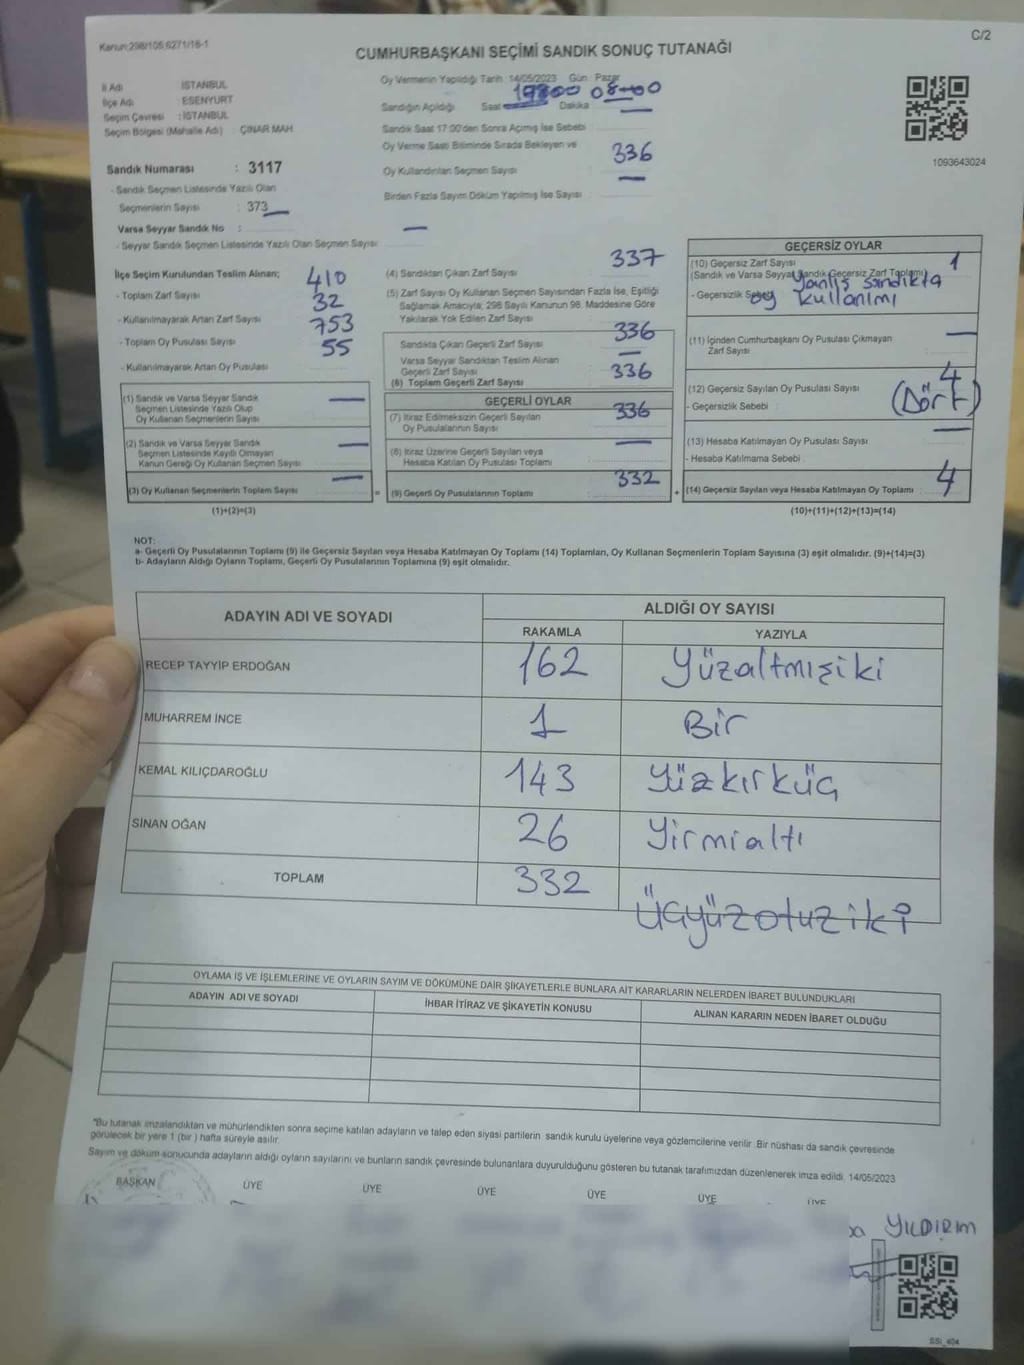 Kanun:298/105,6271/18-1
C/2
CUMHURBAŞKANI SEÇİMİ SANDIK SONUÇ TUTANAĞI
İl Adı : İSTANBUL
İlçe Adı : ESENYURT
Seçim Çevresi : İSTANBUL
Seçim Bölgesi (Mahalle Adı) : ÇINAR MAH
Sandık Numarası : 3117
- Sandık Seçmen Listesinde Yazılı Olan
Seçmenlerin Sayısı : 373
Varsa Seyyar Sandık No :
- Seyyar Sandık Seçmen Listesinde Yazılı Olan Seçmen Sayısı
İlçe Seçim Kurulundan Teslim Alınan;
- Toplam Zarf Sayısı 410
- Kullanılmayarak Artan Zarf Sayısı 32
- Toplam Oy Pusulası Sayısı 753
- Kullanılmayarak Artan Oy Pusulası 55
(1) Sandık ve Varsa Seyyar Sandık
Seçmen Listesinde Yazılı Olup
Oy Kullanan Seçmenlerin Sayısı
(2) Sandık ve Varsa Seyyar Sandık
Seçmen Listesinde Kayıtlı Olmayan
Kanun Gereği Oy Kullanan Seçmen Sayısı
(3) Oy Kullanan Seçmenlerin Toplam Sayısı
(1)+(2)=(3)
Oy Vermenin Yapıldığı Tarih 14/05/2023 Gün : Pazar
Sandığın Açıldığı Saat 08-00 Dakika
Sandık Saat 17:00'den Sonra Açılmış İse Sebebi
Oy Verme Saati Bitiminde Sırada Bekleyen ve
Oy Kullandırılan Seçmen Sayısı 336
Birden Fazla Sayım Döküm Yapılmış İse Sayısı
(4) Sandıktan Çıkan Zarf Sayısı 337
(5) Zarf Sayısı Oy Kullanan Seçmen Sayısından Fazla İse, Eşitliği
Sağlamak Amacıyla; 298 Sayılı Kanunun 98. Maddesine Göre
Yakılarak Yok Edilen Zarf Sayısı
Sandıkta Çıkan Geçerli Zarf Sayısı 336
Varsa Seyyar Sandıktan Teslim Alınan
Geçerli Zarf Sayısı
(6) Toplam Geçerli Zarf Sayısı 336
GEÇERLİ OYLAR
(7) İtiraz Edilmeksizin Geçerli Sayılan
Oy Pusulalarının Sayısı 336
(8) İtiraz Üzerine Geçerli Sayılan veya
Hesaba Katılan Oy Pusulası Toplamı
= (9) Geçerli Oy Pusulalarının Toplamı 332 +
1093643024
GEÇERSİZ OYLAR
(10) Geçersiz Zarf Sayısı 1
(Sandık ve Varsa Seyyar Sandık Geçersiz Zarf Toplamı)
- Geçersizlik Sebebi Yanlış sandıkta
oy kullanımı
(11) İçinden Cumhurbaşkanı Oy Pusulası Çıkmayan
Zarf Sayısı
(12) Geçersiz Sayılan Oy Pusulası Sayısı 4
- Geçersizlik Sebebi (Dört)
(13) Hesaba Katılmayan Oy Pusulası Sayısı
- Hesaba Katılmama Sebebi
(14) Geçersiz Sayılan veya Hesaba Katılmayan Oy Toplamı 4
(10)+(11)+(12)+(13)=(14)
NOT:
a- Geçerli Oy Pusulalarının Toplamı (9) ile Geçersiz Sayılan veya Hesaba Katılmayan Oy Toplamı (14) Toplamları, Oy Kullanan Seçmenlerin Toplam Sayısına (3) eşit olmalıdır. (9)+(14)=(3)
b- Adayların Aldığı Oyların Toplamı, Geçerli Oy Pusulalarının Toplamına (9) eşit olmalıdır.
ADAYIN ADI VE SOYADI ALDIĞI OY SAYISI
RAKAMLA YAZIYLA
RECEP TAYYİP ERDOĞAN 162 Yüzaltmışiki
MUHARREM İNCE 1 Bir
KEMAL KILIÇDAROĞLU 143 Yüzkırküç
SİNAN OĞAN 26 Yirmialtı
TOPLAM 332 Üçyüzotuziki
OYLAMA İŞ VE İŞLEMLERİNE VE OYLARIN SAYIM VE DÖKÜMÜNE DAİR ŞİKAYETLERLE BUNLARA AİT KARARLARIN NELERDEN İBARET BULUNDUKLARI
ADAYIN ADI VE SOYADI İHBAR İTİRAZ VE ŞİKAYETİN KONUSU ALINAN KARARIN NEDEN İBARET OLDUĞU
"Bu tutanak imzalandıktan ve mühürlendikten sonra seçime katılan adayların ve talep eden siyasi partilerin sandık kurulu üyelerine veya gözlemcilerine verilir. Bir nüshası da sandık çevresinde
görülecek bir yere 1 (bir ) hafta süreyle asılır.
Sayım ve döküm sonucunda adayların aldığı oyların sayılarını ve bunların sandık çevresinde bulunanlara duyurulduğunu gösteren bu tutanak tarafımızdan düzenlenerek imza edildi. 14/05/2023
BAŞKAN ÜYE ÜYE ÜYE ÜYE ÜYE ÜYE
YILDIRIM
SSİ_404